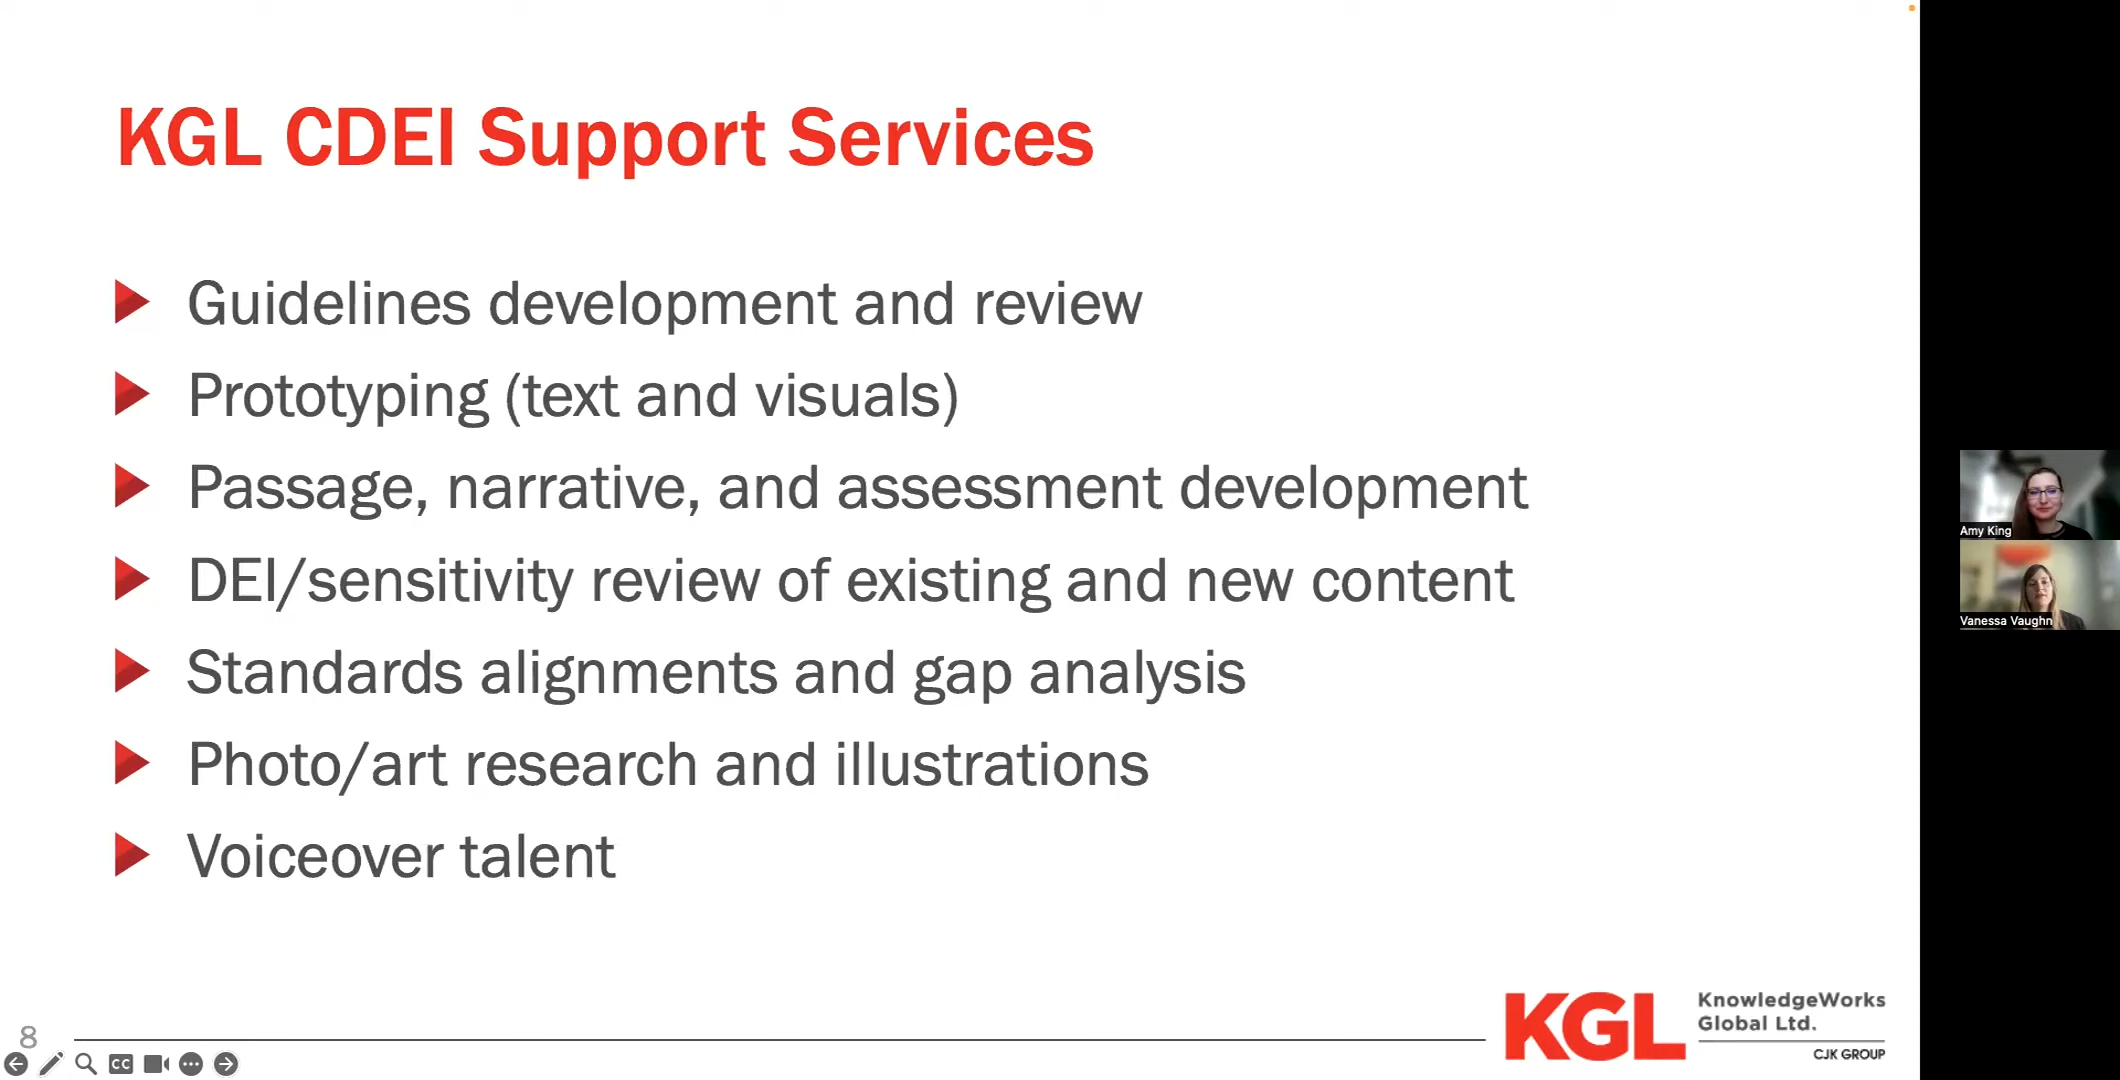 KGL CDEI Support Services
Guidelines development and review
Prototyping (text and visuals)
Passage, narrative, and assessment development
DEI/sensitivity review of existing and new content
Standards alignments and gap analysis
Photo/art research and illustrations
Voiceover talent
Amy King
Vanessa Vaughn
8
CC
KGL
KnowledgeWorks
Global Ltd.
CJK GROUP